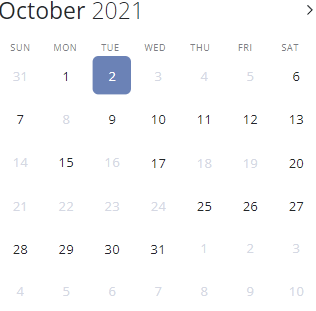 October 2021
SUN MON TUE WED THU FRI SAT
31 1 2 3 4 5 6
7 8 9 10 11 12 13
14 15 16 17 18 19 20
21 22 23 24 25 26 27
28 29 30 31 1 2 3
4 5 6 7 8 9 10